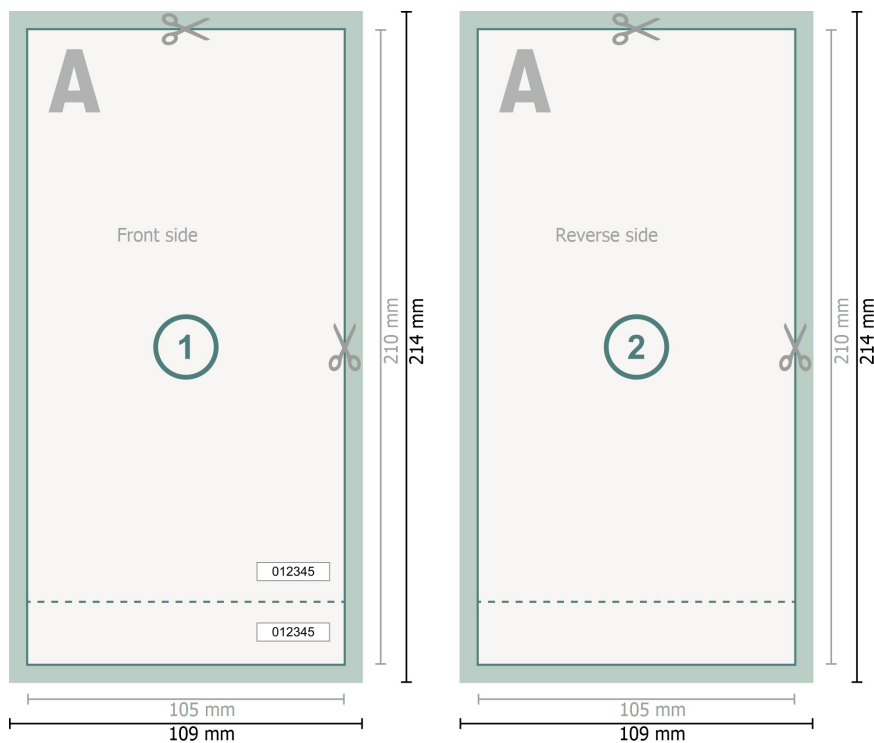 A
Front side
1
210 mm
214 mm
012345
012345
105 mm
109 mm
A
Reverse side
2
210 mm
214 mm
105 mm
109 mm